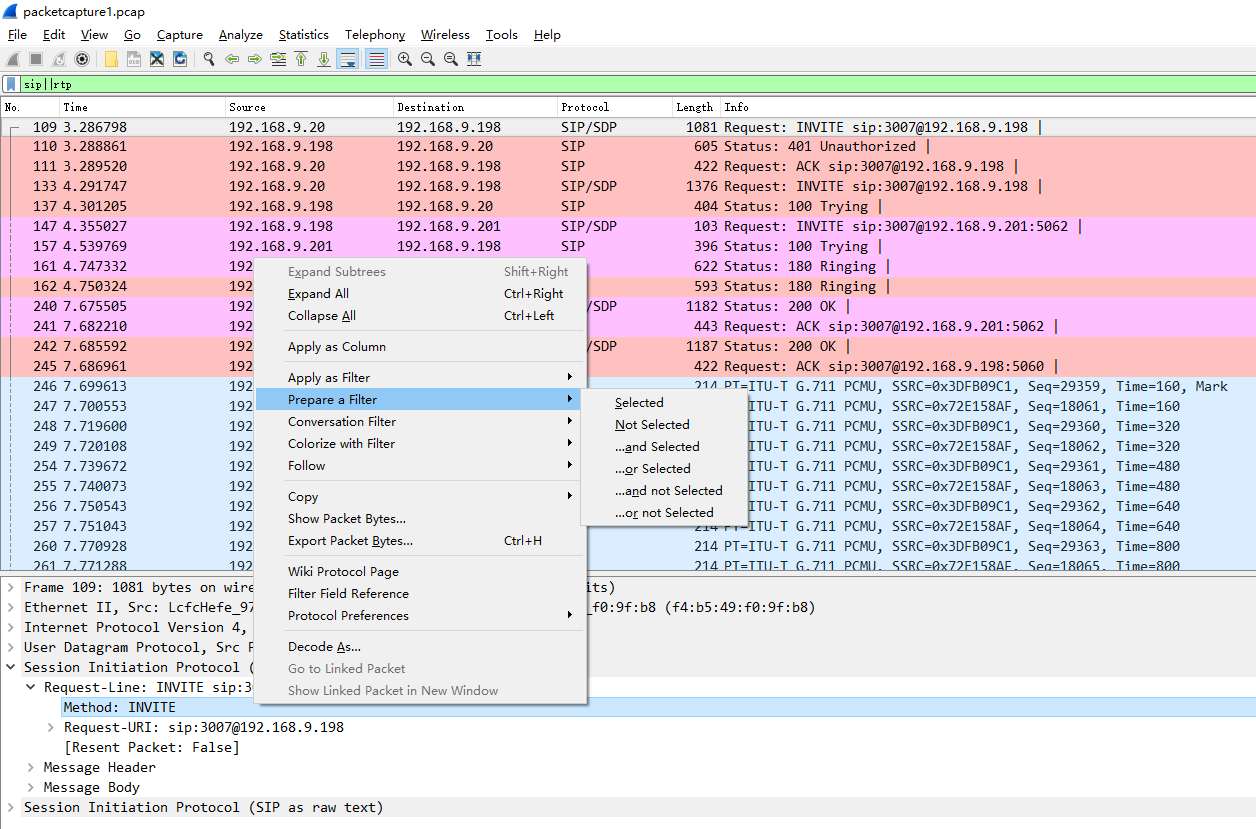 packetcapture1.pcap
File Edit View Go Capture Analyze Statistics Telephony Wireless Tools Help
sip||rtp
No. Time Source Destination Protocol Length Info
109 3.286798 192.168.9.20 192.168.9.198 SIP/SDP 1081 Request: INVITE sip:3007@192.168.9.198 |
110 3.288861 192.168.9.198 192.168.9.20 SIP 605 Status: 401 Unauthorized |
111 3.289520 192.168.9.20 192.168.9.198 SIP 422 Request: ACK sip:3007@192.168.9.198 |
133 4.291747 192.168.9.20 192.168.9.198 SIP/SDP 1376 Request: INVITE sip:3007@192.168.9.198 |
137 4.301205 192.168.9.198 192.168.9.20 SIP 404 Status: 100 Trying |
147 4.355027 192.168.9.198 192.168.9.201 SIP/SDP 103 Request: INVITE sip:3007@192.168.9.201:5062 |
157 4.539769 192.168.9.201 192.168.9.198 SIP 396 Status: 100 Trying |
161 4.747332 192 622 Status: 180 Ringing |
162 4.750324 192 593 Status: 180 Ringing |
240 7.675505 192 /SDP 1182 Status: 200 OK |
241 7.682210 192 443 Request: ACK sip:3007@192.168.9.201:5062 |
242 7.685592 192 /SDP 1187 Status: 200 OK |
245 7.686961 192 422 Request: ACK sip:3007@192.168.9.198:5060 |
246 7.699613 192 214 PT=ITU-T G.711 PCMU, SSRC=0x3DFB09C1, Seq=29359, Time=160, Mark
247 7.700553 192 ITU-T G.711 PCMU, SSRC=0x72E158AF, Seq=18061, Time=160
248 7.719600 192 ITU-T G.711 PCMU, SSRC=0x3DFB09C1, Seq=29360, Time=320
249 7.720108 192 ITU-T G.711 PCMU, SSRC=0x72E158AF, Seq=18062, Time=320
254 7.739672 192 ITU-T G.711 PCMU, SSRC=0x3DFB09C1, Seq=29361, Time=480
255 7.740073 192 ITU-T G.711 PCMU, SSRC=0x72E158AF, Seq=18063, Time=480
256 7.750543 192 ITU-T G.711 PCMU, SSRC=0x3DFB09C1, Seq=29362, Time=640
257 7.751043 192 214 PT=ITU-T G.711 PCMU, SSRC=0x72E158AF, Seq=18064, Time=640
260 7.770928 192 214 PT=ITU-T G.711 PCMU, SSRC=0x3DFB09C1, Seq=29363, Time=800
261 7.771288 192 214 PT=ITU-T G.711 PCMU, SSRC=0x72E158AF, Seq=18065, Time=800
Expand Subtrees Shift+Right
Expand All Ctrl+Right
Collapse All Ctrl+Left
Apply as Column
Apply as Filter
Prepare a Filter
Conversation Filter
Colorize with Filter
Follow
Copy
Show Packet Bytes...
Export Packet Bytes... Ctrl+H
Wiki Protocol Page
Filter Field Reference
Protocol Preferences
Decode As...
Go to Linked Packet
Show Linked Packet in New Window
Selected
Not Selected
...and Selected
...or Selected
...and not Selected
...or not Selected
Frame 109: 1081 bytes on wire its)
Ethernet II, Src: LcfcHefe_97 _f0:9f:b8 (f4:b5:49:f0:9f:b8)
Internet Protocol Version 4,
User Datagram Protocol, Src P
Session Initiation Protocol (
Request-Line: INVITE sip:30
Method: INVITE
Request-URI: sip:3007@192.168.9.198
[Resent Packet: False]
Message Header
Message Body
Session Initiation Protocol (SIP as raw text)